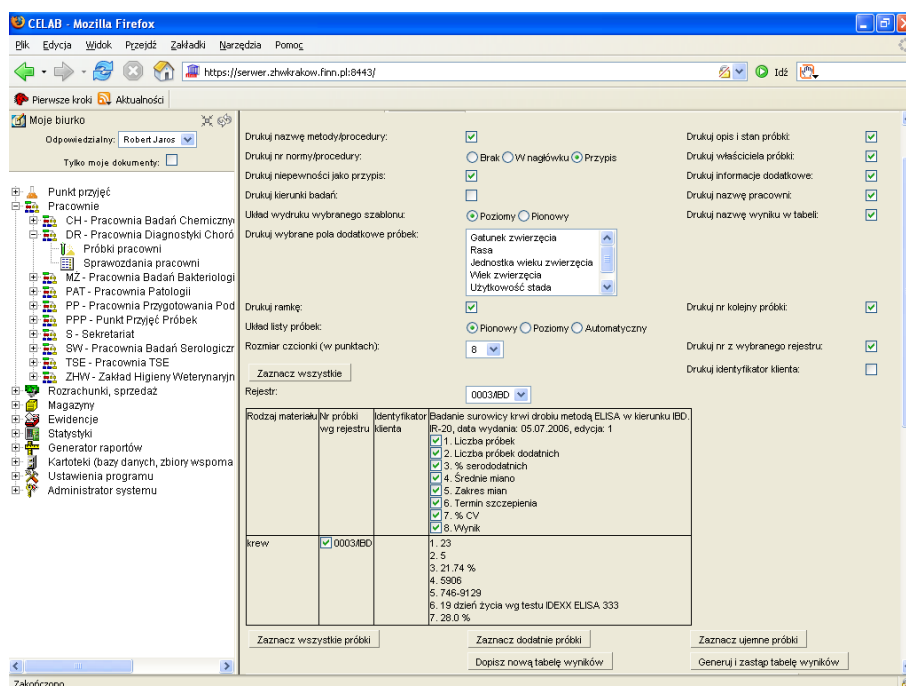 CELAB - Mozilla Firefox
Plik Edycja Widok Przejdź Zakładki Narzędzia Pomoc
https://serwer.zhwkrakow.finn.pl:8443/
Idź
Pierwsze kroki Aktualności
Moje biurko
Odpowiedzialny: Robert Jaros
Tylko moje dokumenty:
Punkt przyjęć
Pracownie
CH - Pracownia Badań Chemiczny
DR - Pracownia Diagnostyki Choró
Próbki pracowni
Sprawozdania pracowni
MŻ - Pracownia Badań Bakteriologi
PAT - Pracownia Patologii
PP - Pracownia Przygotowania Pod
PPP - Punkt Przyjęć Próbek
S - Sekretariat
SW - Pracownia Badań Serologiczr
TSE - Pracownia TSE
ZHW - Zakład Higieny Weterynaryjn
Rozrachunki, sprzedaż
Magazyny
Ewidencje
Statystyki
Generator raportów
Kartoteki (bazy danych, zbiory wspoma
Ustawienia programu
Administrator systemu
Drukuj nazwę metody/procedury: Drukuj opis i stan próbki:
Drukuj nr normy/procedury: Brak W nagłówku Przypis Drukuj właściciela próbki:
Drukuj niepewności jako przypis: Drukuj informacje dodatkowe:
Drukuj kierunki badań: Drukuj nazwę pracowni:
Układ wydruku wybranego szablonu: Poziomy Pionowy Drukuj nazwę wyniku w tabeli:
Drukuj wybrane pola dodatkowe próbek:
Gatunek zwierzęcia
Rasa
Jednostka wieku zwierzęcia
Wiek zwierzęcia
Użytkowość stada
Drukuj ramkę: Drukuj nr kolejny próbki:
Układ listy próbek: Pionowy Poziomy Automatyczny
Rozmiar czcionki (w punktach): 8 Drukuj nr z wybranego rejestru:
Zaznacz wszystkie Drukuj identyfikator klienta:
Rejestr: 0003/IBD
Rodzaj materiału Nr próbki wg rejestru Identyfikator klienta
Badanie surowicy krwi drobiu metodą ELISA w kierunku IBD.
IR-20, data wydania: 05.07.2006, edycja: 1
1. Liczba próbek
2. Liczba próbek dodatnich
3. % serododatnich
4. Średnie miano
5. Zakres mian
6. Termin szczepienia
7. % CV
8. Wynik
krew 0003/IBD
1. 23
2. 5
3. 21.74 %
4. 5906
5. 746-9129
6. 19 dzień życia wg testu IDEXX ELISA 333
7. 28.0 %
Zaznacz wszystkie próbki Zaznacz dodatnie próbki Zaznacz ujemne próbki
Dopisz nową tabelę wyników Generuj i zastąp tabelę wyników
Zakończono